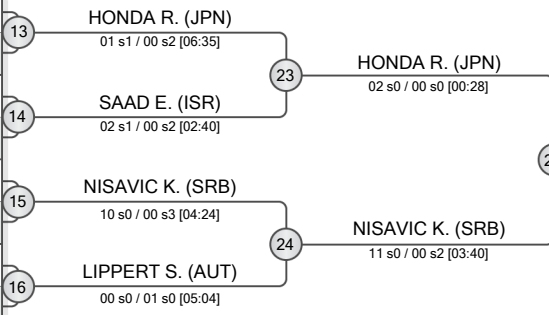 13
HONDA R. (JPN)
01 s1 / 00 s2 [06:35]
23
HONDA R. (JPN)
02 s0 / 00 s0 [00:28]
14
SAAD E. (ISR)
02 s1 / 00 s2 [02:40]
15
NISAVIC K. (SRB)
10 s0 / 00 s3 [04:24]
24
NISAVIC K. (SRB)
11 s0 / 00 s2 [03:40]
16
LIPPERT S. (AUT)
00 s0 / 01 s0 [05:04]